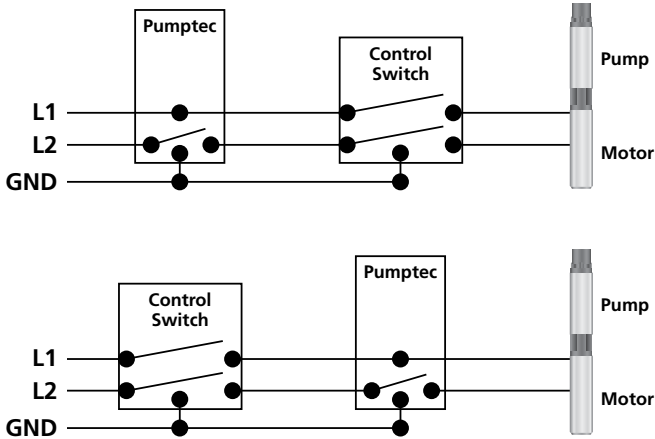 Pumptec
Control
Switch
Pump
L1
L2
Motor
GND
Pumptec
Control
Switch
Pump
L1
L2
Motor
GND